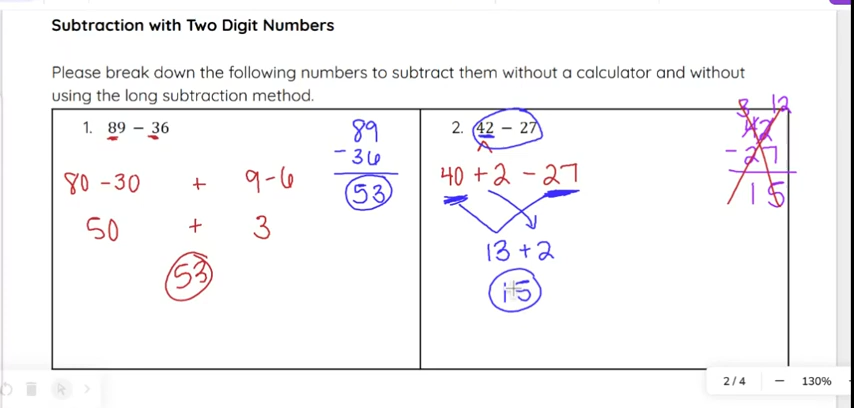 Subtraction with Two Digit Numbers
Please break down the following numbers to subtract them without a calculator and without
using the long subtraction method.
1. 89 − 36
80 - 30 + 9 - 6
50 + 3
53
89
- 36
53
2. 42 − 27
40 + 2 - 27
13 + 2
15
3 12
42
- 27
15
2 / 4 − 130%